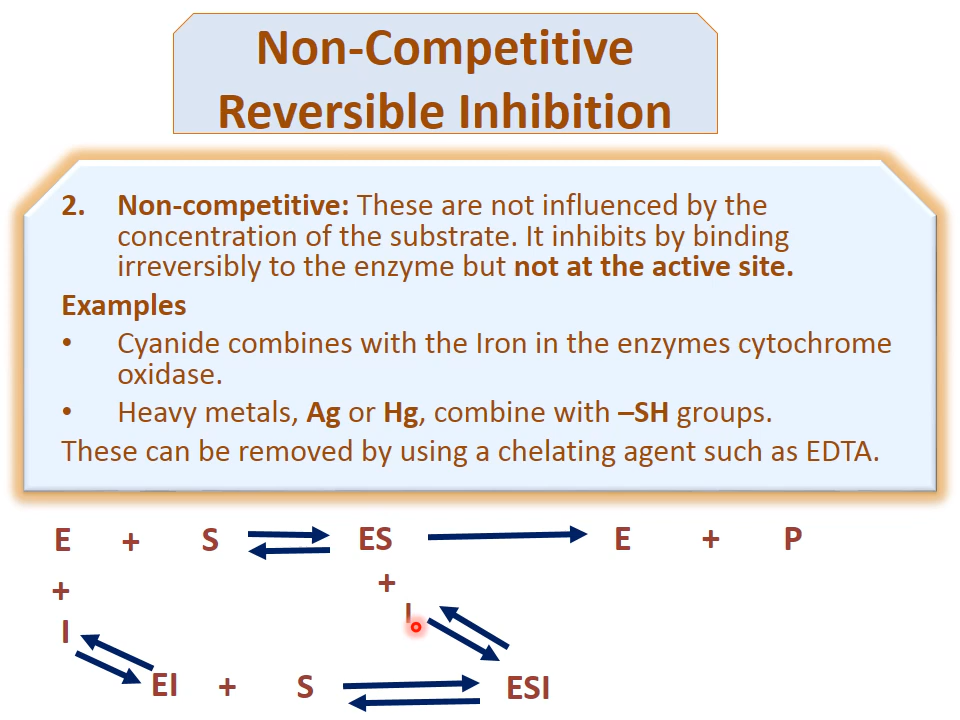 Non-Competitive
Reversible Inhibition
2. Non-competitive: These are not influenced by the
concentration of the substrate. It inhibits by binding
irreversibly to the enzyme but not at the active site.
Examples
• Cyanide combines with the Iron in the enzymes cytochrome
oxidase.
• Heavy metals, Ag or Hg, combine with –SH groups.
These can be removed by using a chelating agent such as EDTA.
E + S ES E + P
+ +
I I
EI + S ESI